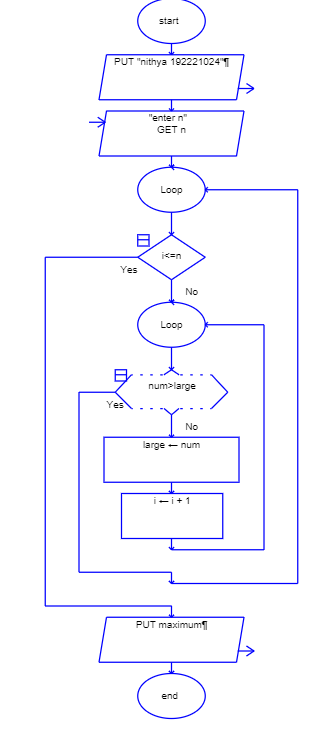 start
PUT "nithya 192221024"¶
"enter n"
GET n
Loop
i<=n
Yes
No
Loop
num>large
Yes
No
large ← num
i ← i + 1
PUT maximum¶
end